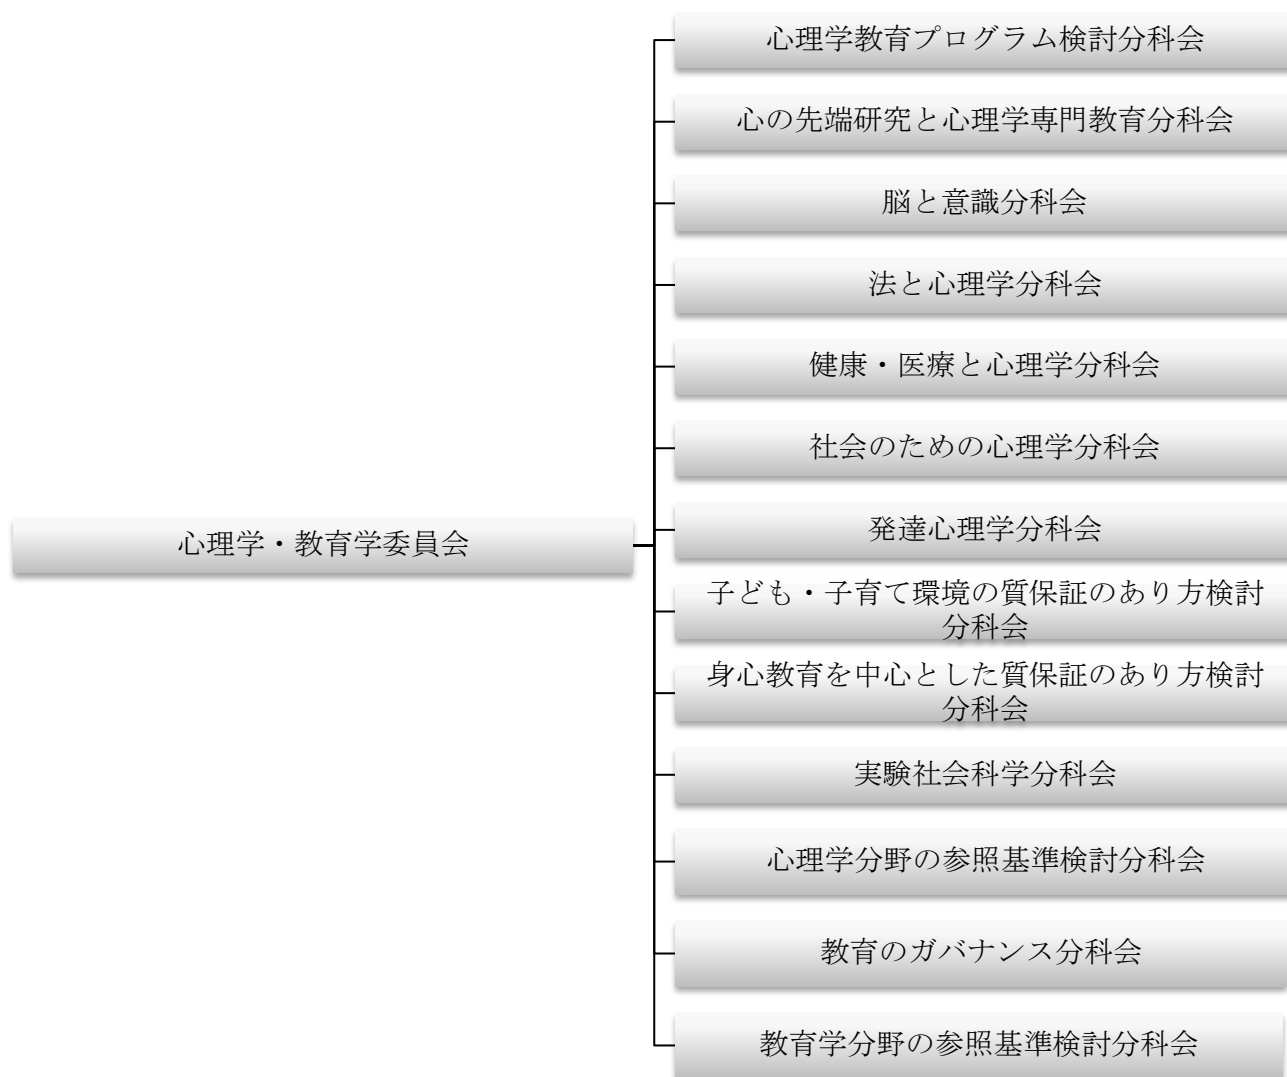 心理学教育プログラム検討分科会
心の先端研究と心理学専門教育分科会
脳と意識分科会
法と心理学分科会
健康・医療と心理学分科会
社会のための心理学分科会
心理学・教育学委員会
発達心理学分科会
子ども・子育て環境の質保証のあり方検討
分科会
身心教育を中心とした質保証のあり方検討
分科会
実験社会科学分科会
心理学分野の参照基準検討分科会
教育のガバナンス分科会
教育学分野の参照基準検討分科会